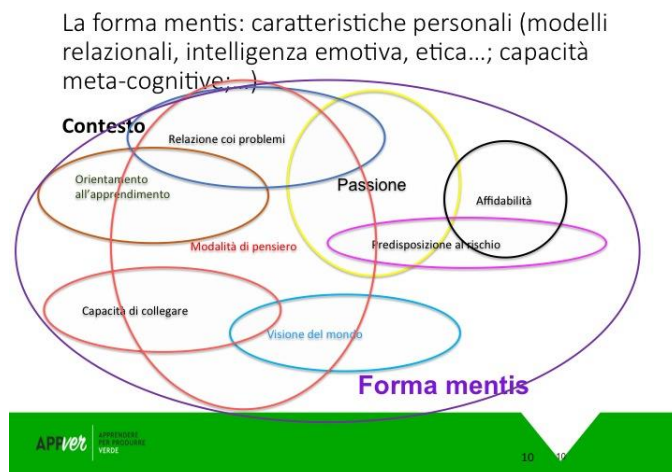 La forma mentis: caratteristiche personali (modelli
relazionali, intelligenza emotiva, etica...; capacità
meta-cognitive;...)
Contesto
Relazione coi problemi
Orientamento
all'apprendimento
Passione
Affidabilità
Modalità di pensiero
Predisposizione al rischio
Capacità di collegare
Visione del mondo
Forma mentis
APPVER
APPRENDERE
PER PRODURRE
VERDE
10
10